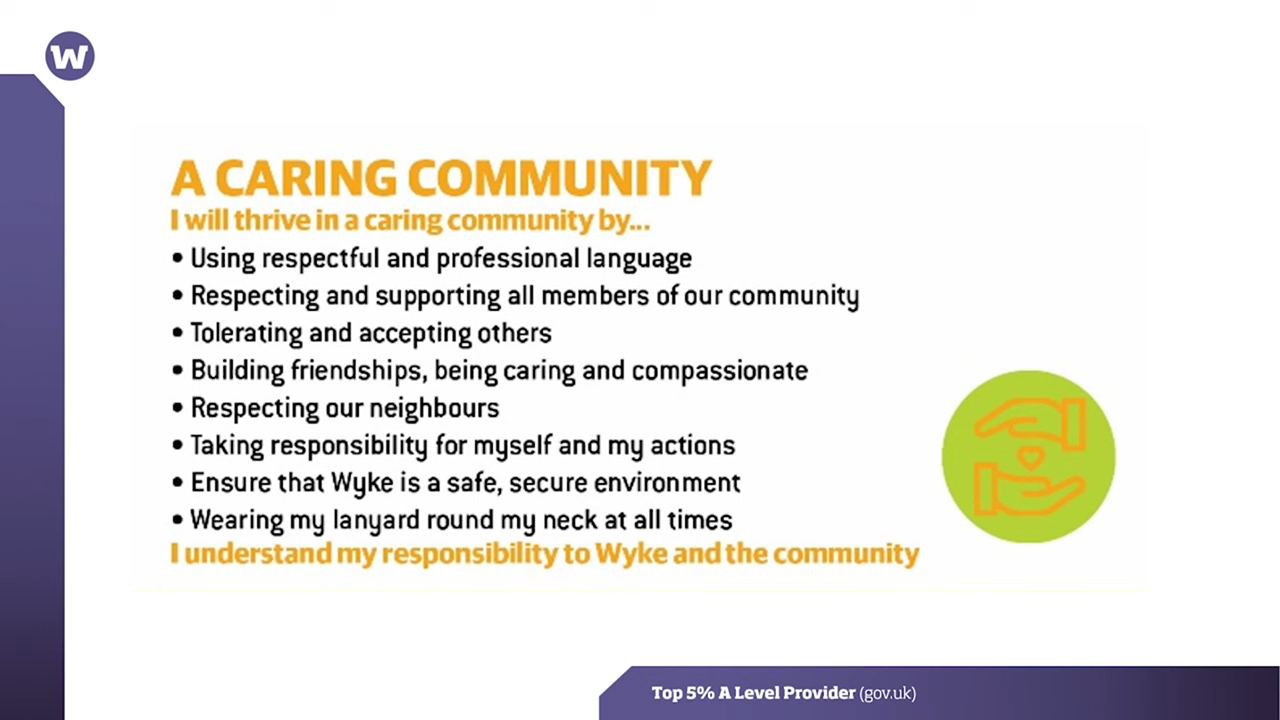 W
A CARING COMMUNITY
I will thrive in a caring community by...
• Using respectful and professional language
• Respecting and supporting all members of our community
• Tolerating and accepting others
• Building friendships, being caring and compassionate
• Respecting our neighbours
• Taking responsibility for myself and my actions
• Ensure that Wyke is a safe, secure environment
• Wearing my lanyard round my neck at all times
I understand my responsibility to Wyke and the community
Top 5% A Level Provider (gov.uk)